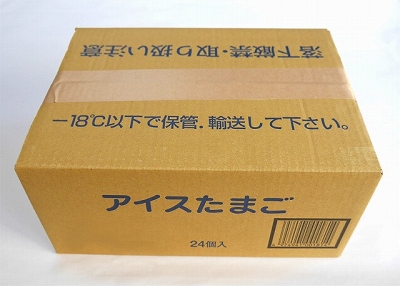 落下厳禁・取り扱い注意
−18℃以下で保管.輸送して下さい。
アイスたまご
24個入